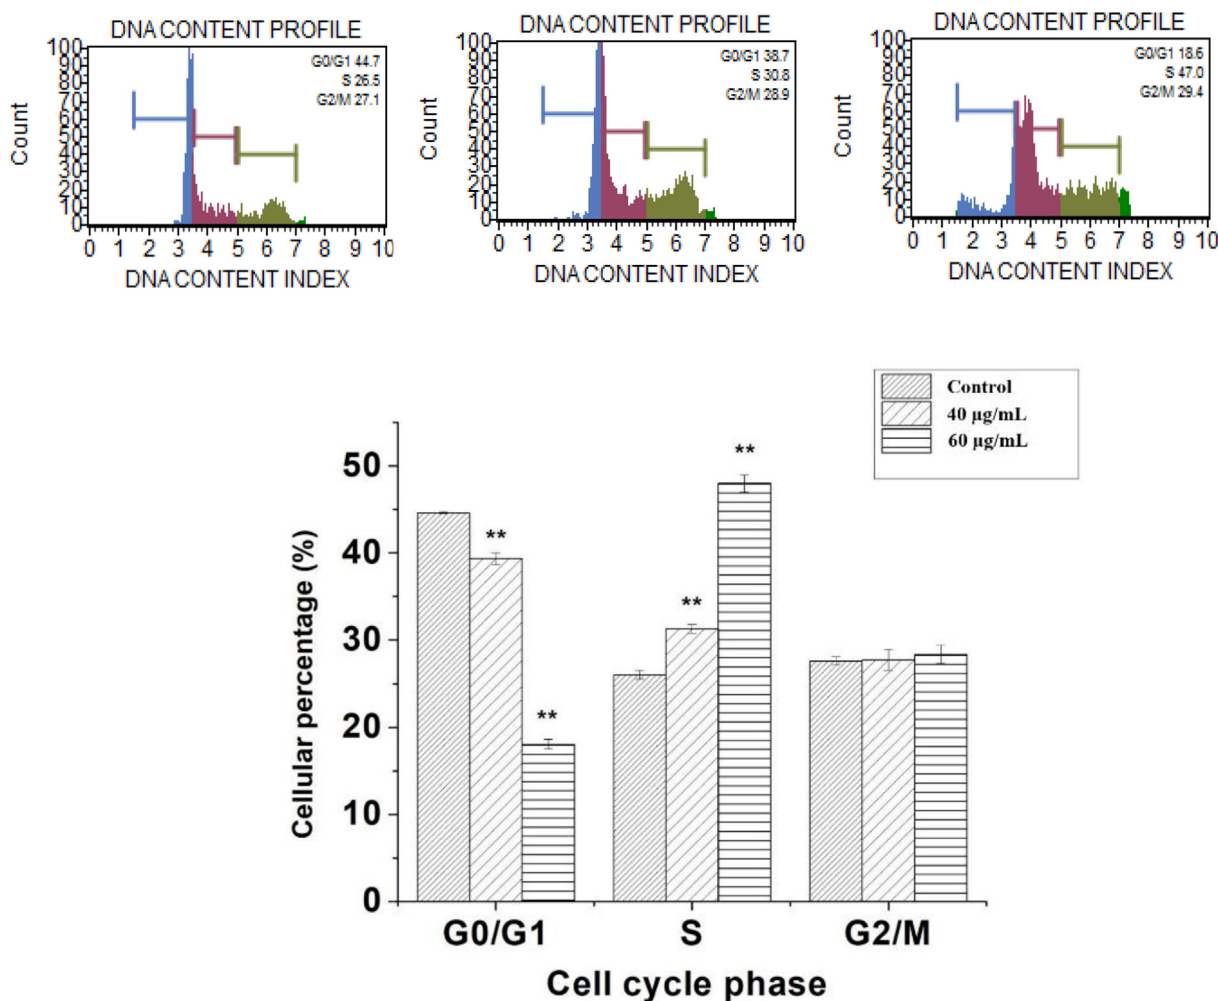 DNA CONTENT PROFILE
G0/G1 44.7
S 26.5
G2/M 27.1
100
90
80
70
60
50
40
30
20
10
0
Count
0 1 2 3 4 5 6 7 8 9 10
DNA CONTENT INDEX
DNA CONTENT PROFILE
G0/G1 38.7
S 30.8
G2/M 28.9
100
90
80
70
60
50
40
30
20
10
0
Count
0 1 2 3 4 5 6 7 8 9 10
DNA CONTENT INDEX
DNA CONTENT PROFILE
G0/G1 18.6
S 47.0
G2/M 29.4
100
90
80
70
60
50
40
30
20
10
0
Count
0 1 2 3 4 5 6 7 8 9 10
DNA CONTENT INDEX
Control
40 µg/mL
60 µg/mL
Cellular percentage (%)
50
40
30
20
10
0
**
**
**
**
G0/G1 S G2/M
Cell cycle phase